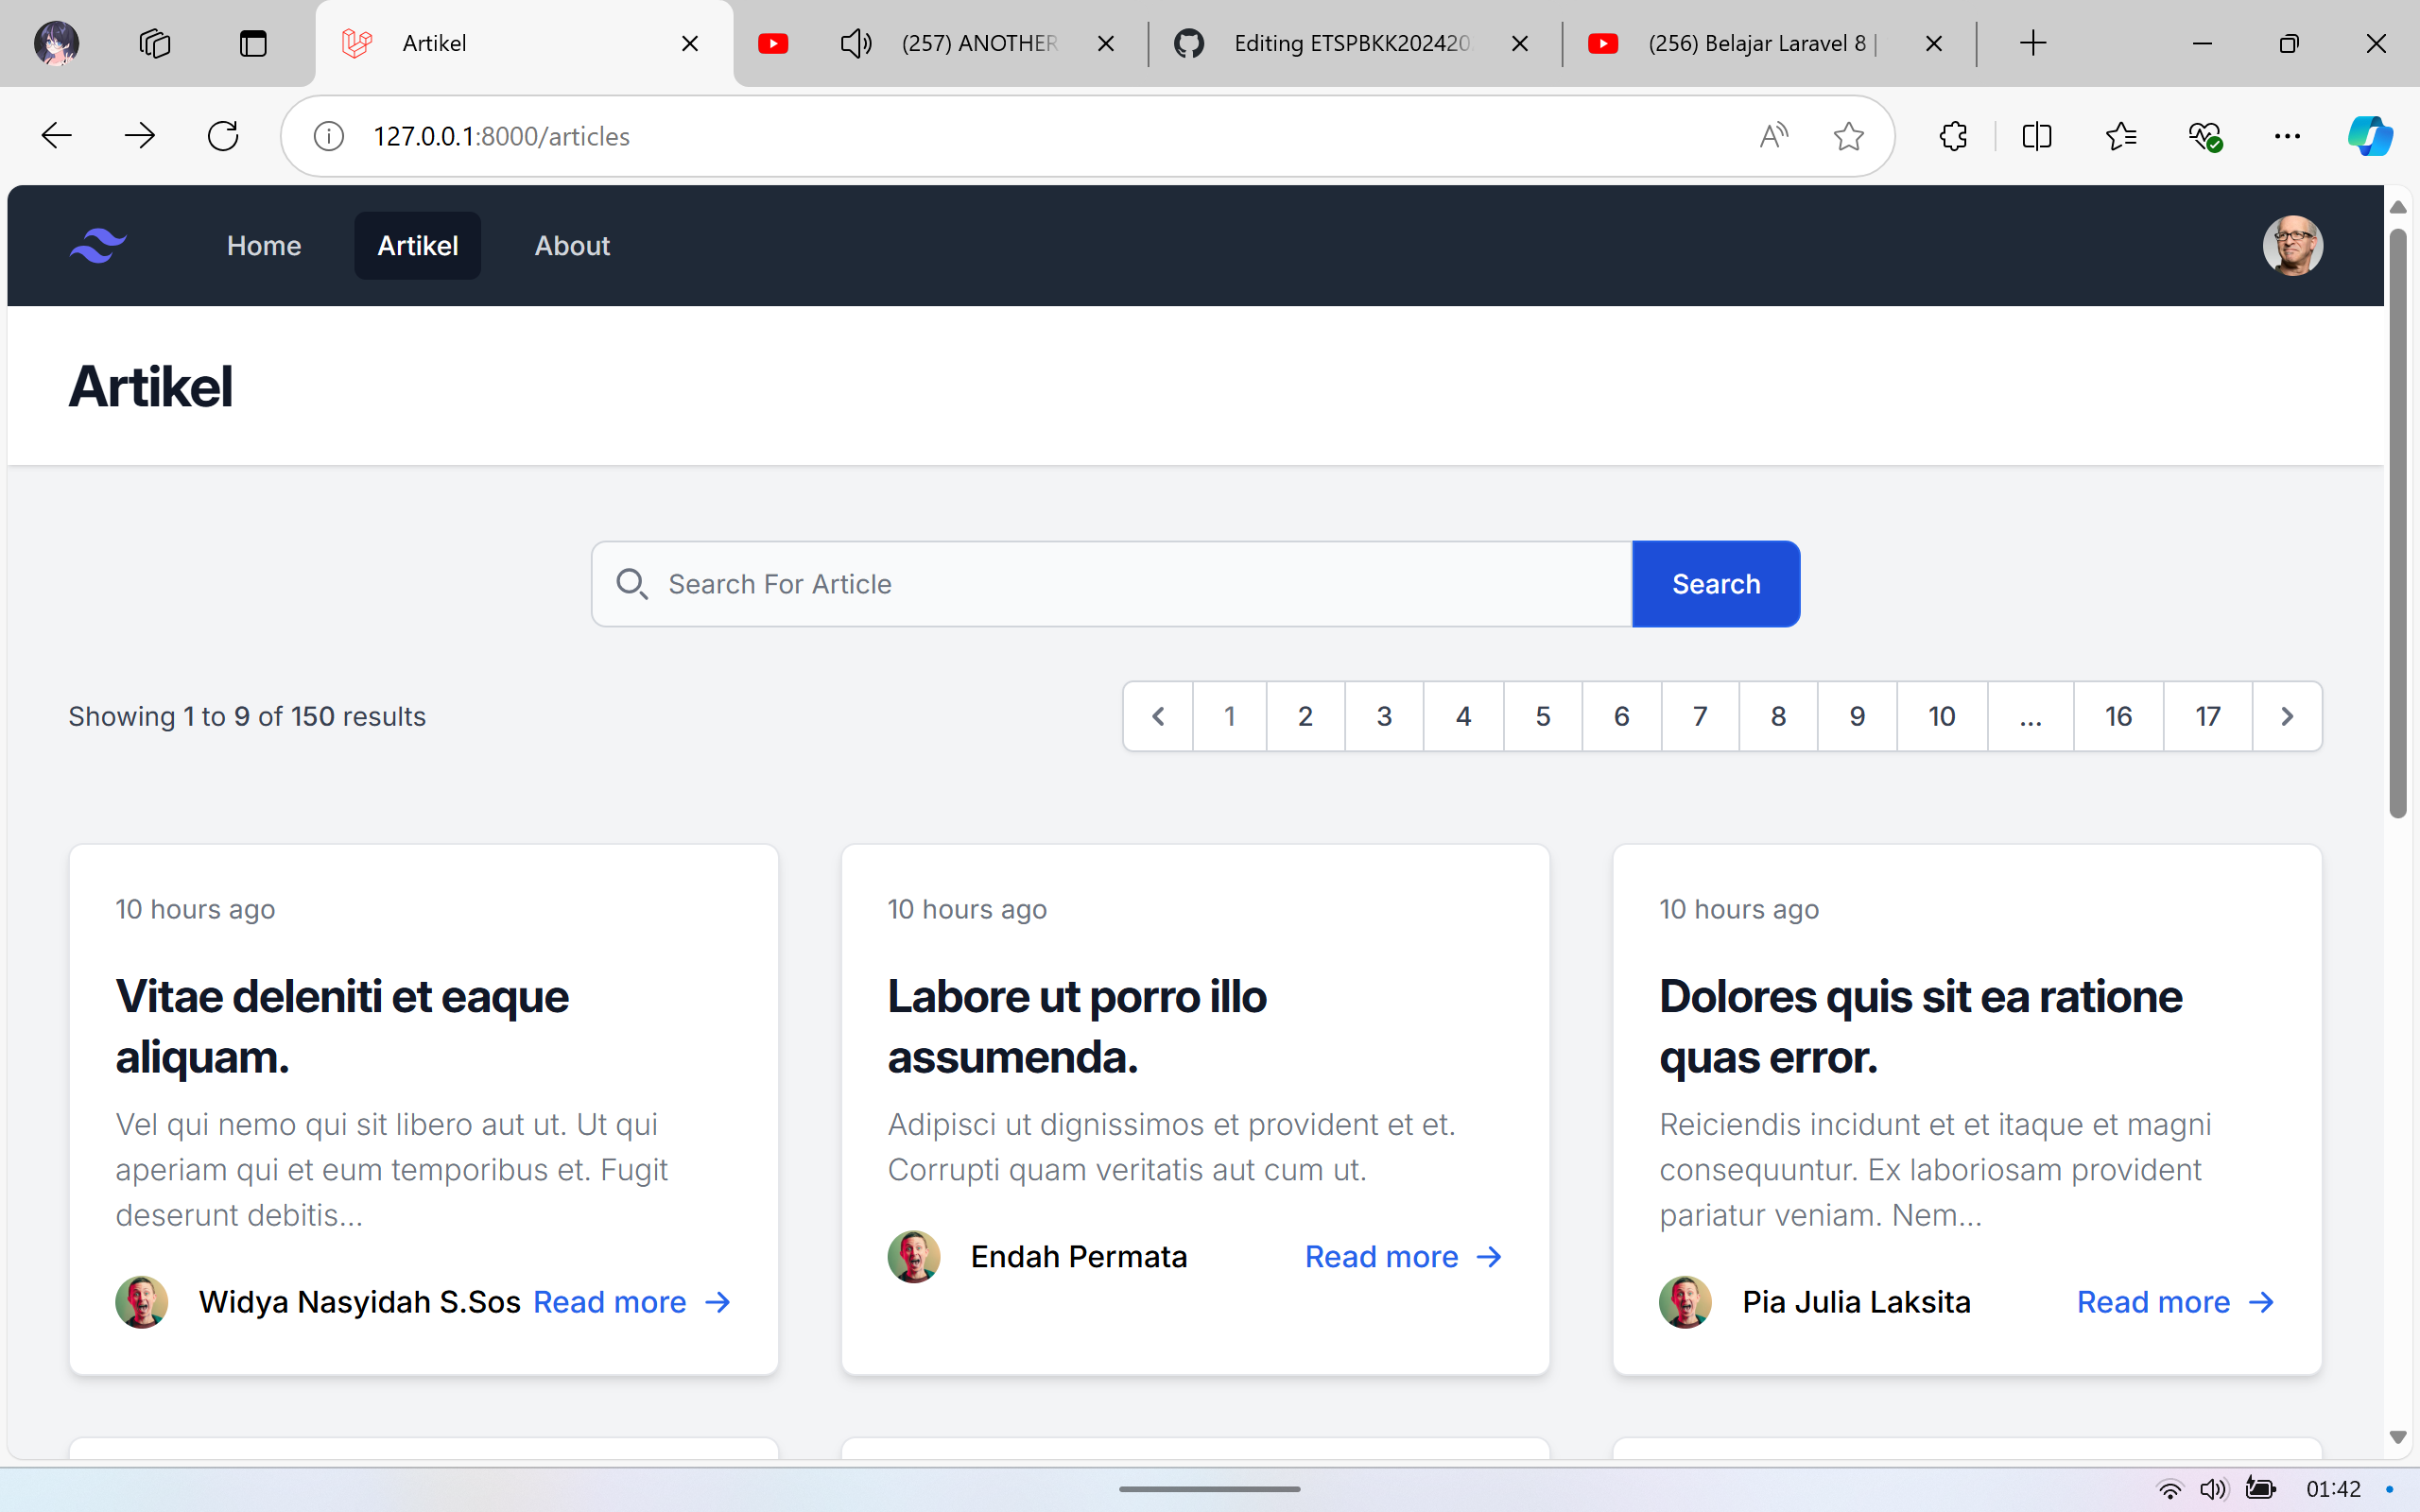 Artikel
(257) ANOTHER
Editing ETSPBKK202420
(256) Belajar Laravel 8 |
127.0.0.1:8000/articles
Home
Artikel
About
Artikel
Search For Article
Search
Showing 1 to 9 of 150 results
1 2 3 4 5 6 7 8 9 10 ... 16 17
10 hours ago
Vitae deleniti et eaque
aliquam.
Vel qui nemo qui sit libero aut ut. Ut qui
aperiam qui et eum temporibus et. Fugit
deserunt debitis...
Widya Nasyidah S.Sos
Read more
10 hours ago
Labore ut porro illo
assumenda.
Adipisci ut dignissimos et provident et et.
Corrupti quam veritatis aut cum ut.
Endah Permata
Read more
10 hours ago
Dolores quis sit ea ratione
quas error.
Reiciendis incidunt et et itaque et magni
consequuntur. Ex laboriosam provident
pariatur veniam. Nem...
Pia Julia Laksita
Read more
01:42